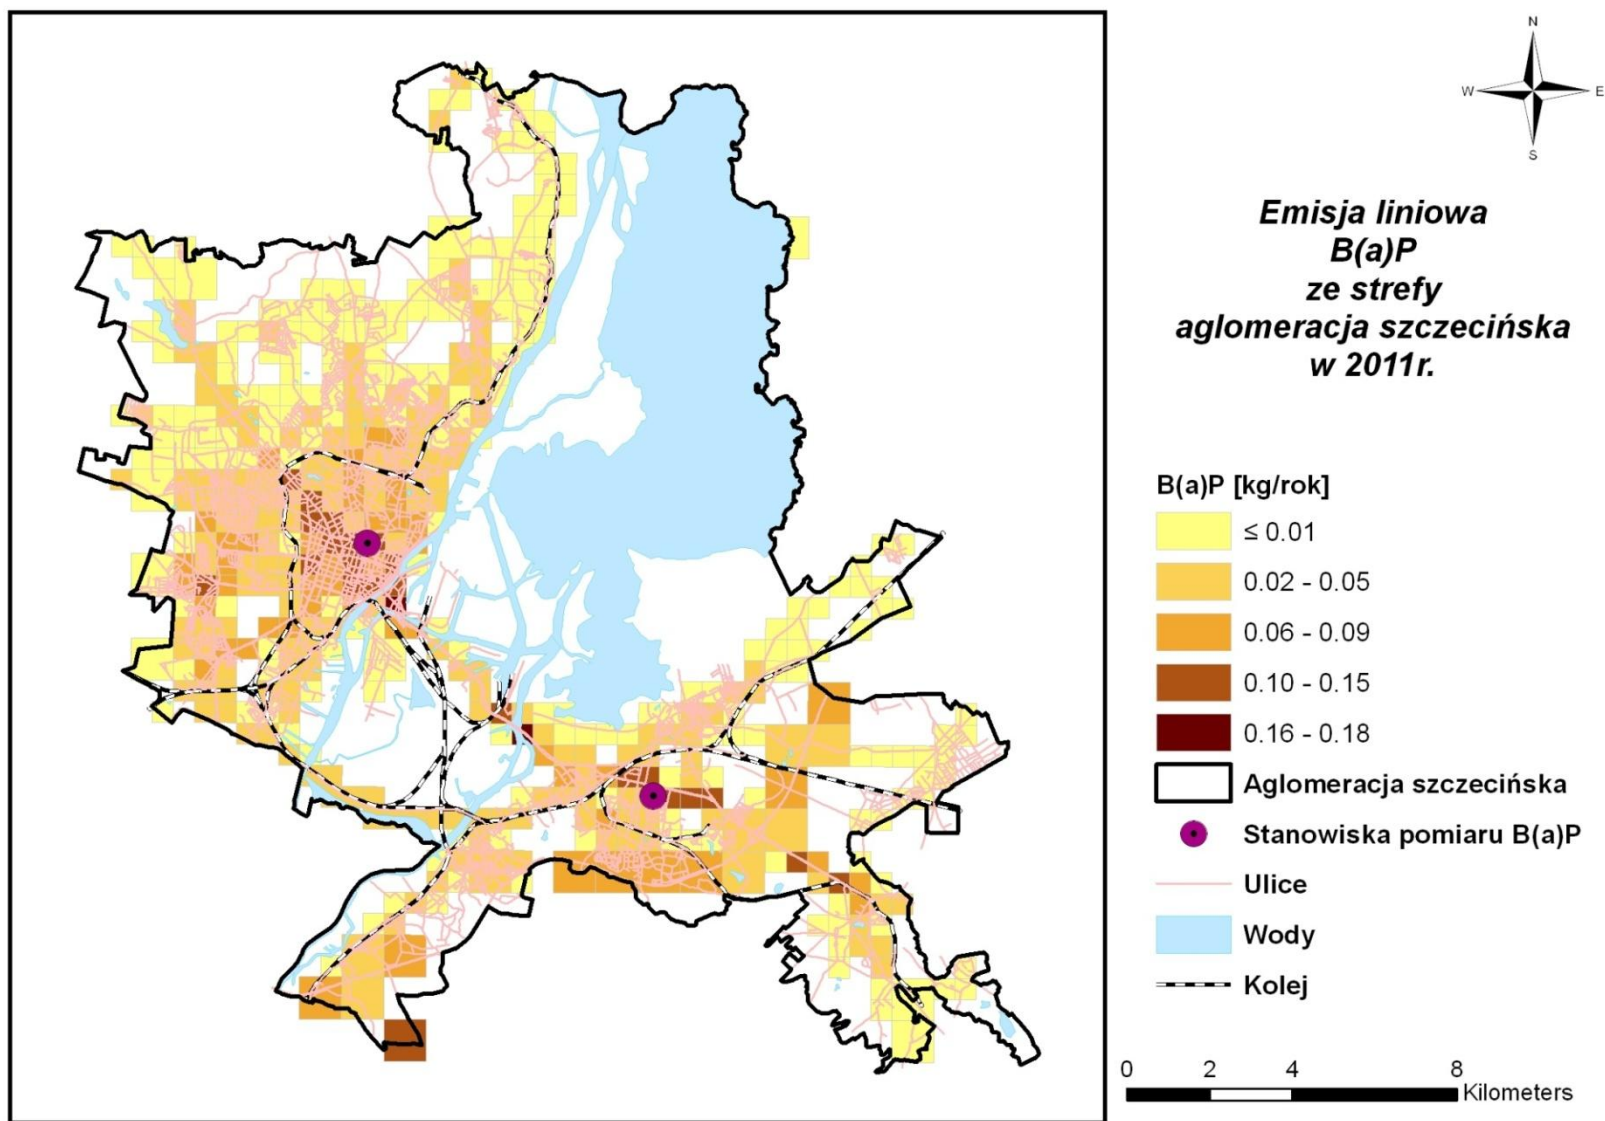 N
W
E
S
Emisja liniowa
B(a)P
ze strefy
aglomeracja szczecińska
w 2011r.
B(a)P [kg/rok]
≤ 0.01
0.02 - 0.05
0.06 - 0.09
0.10 - 0.15
0.16 - 0.18
Aglomeracja szczecińska
Stanowiska pomiaru B(a)P
Ulice
Wody
Kolej
0 2 4 8
Kilometers